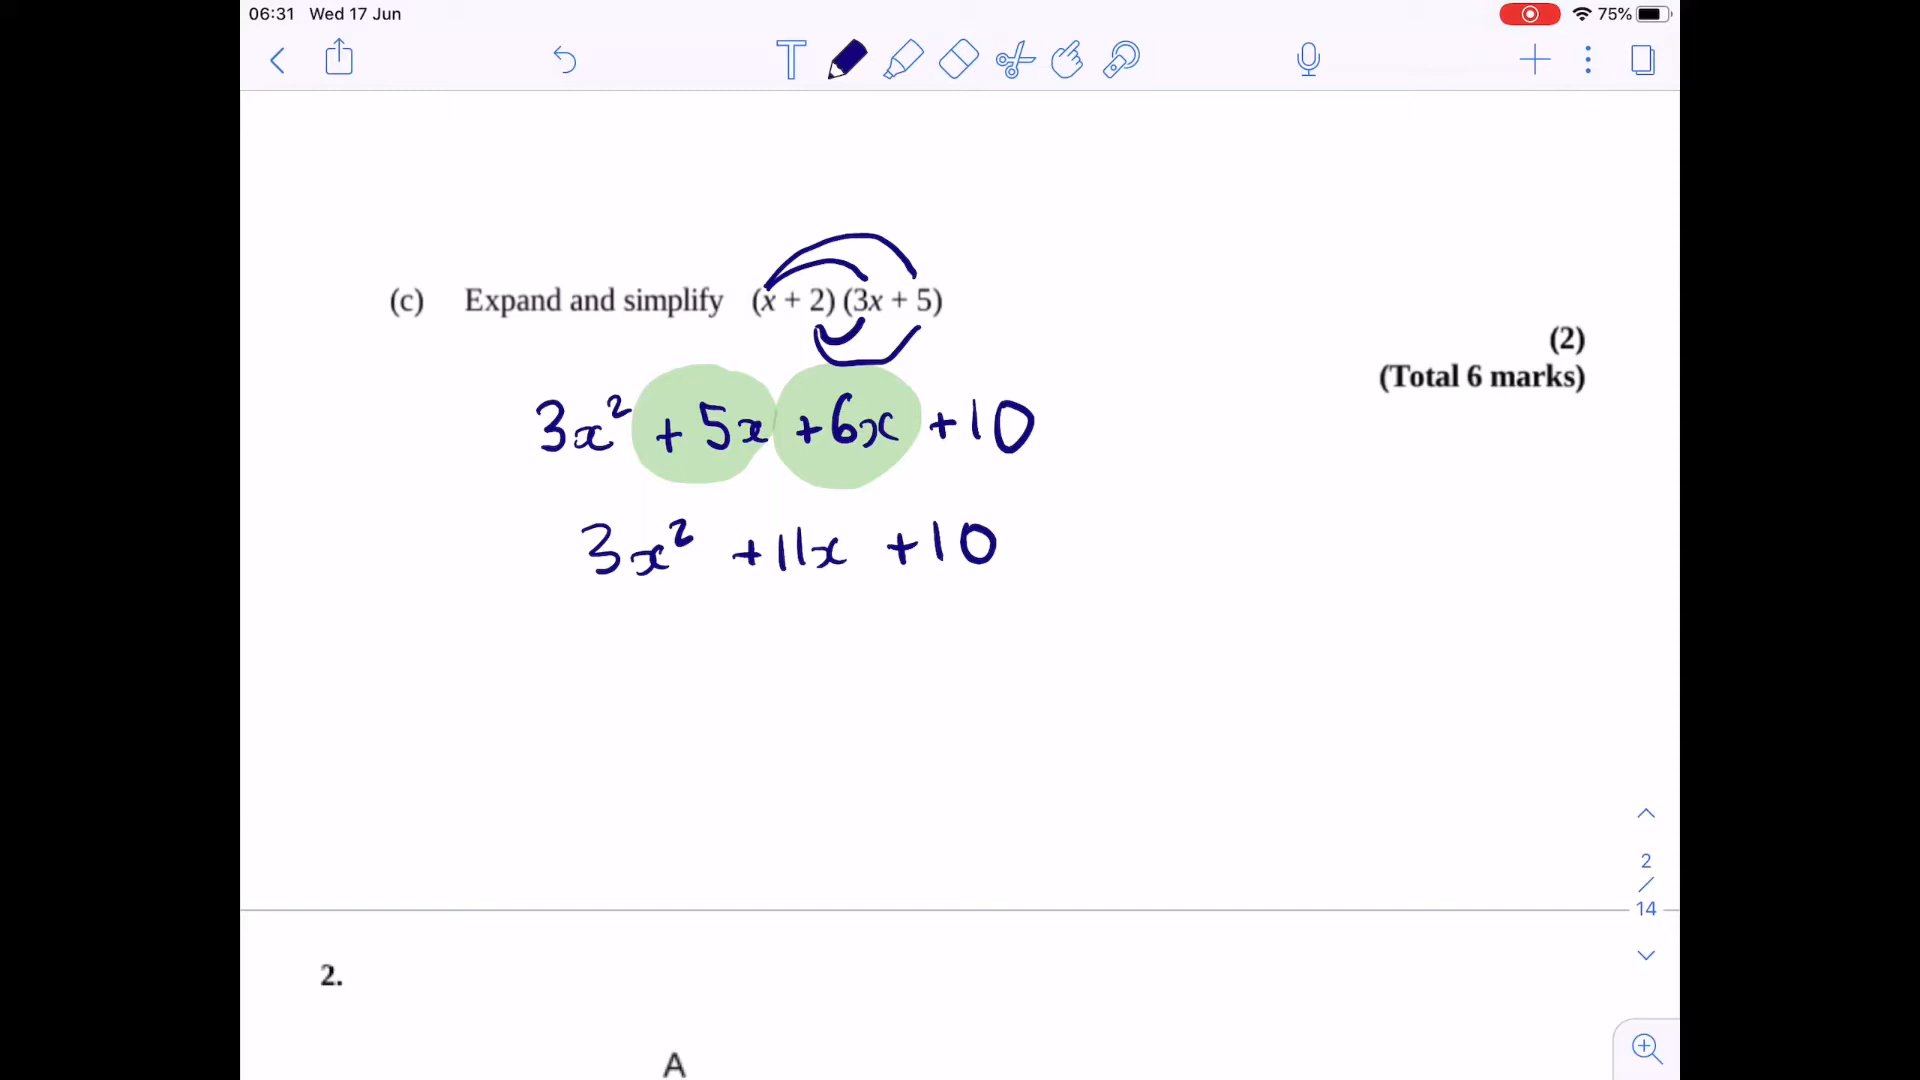 06:31 Wed 17 Jun 75%
T
(c) Expand and simplify (x + 2) (3x + 5)
(2)
(Total 6 marks)
3x² + 5x + 6x + 10
3x² + 11x + 10
2
/
14
2.
A